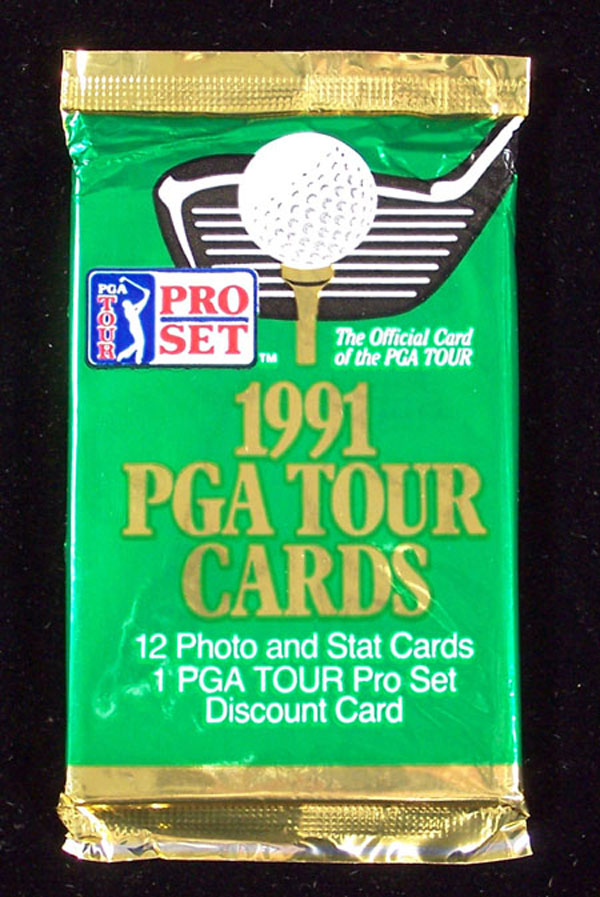 PGA
TOUR
PRO
SET
TM
The Official Card
of the PGA TOUR
1991
PGA TOUR
CARDS
12 Photo and Stat Cards
1 PGA TOUR Pro Set
Discount Card